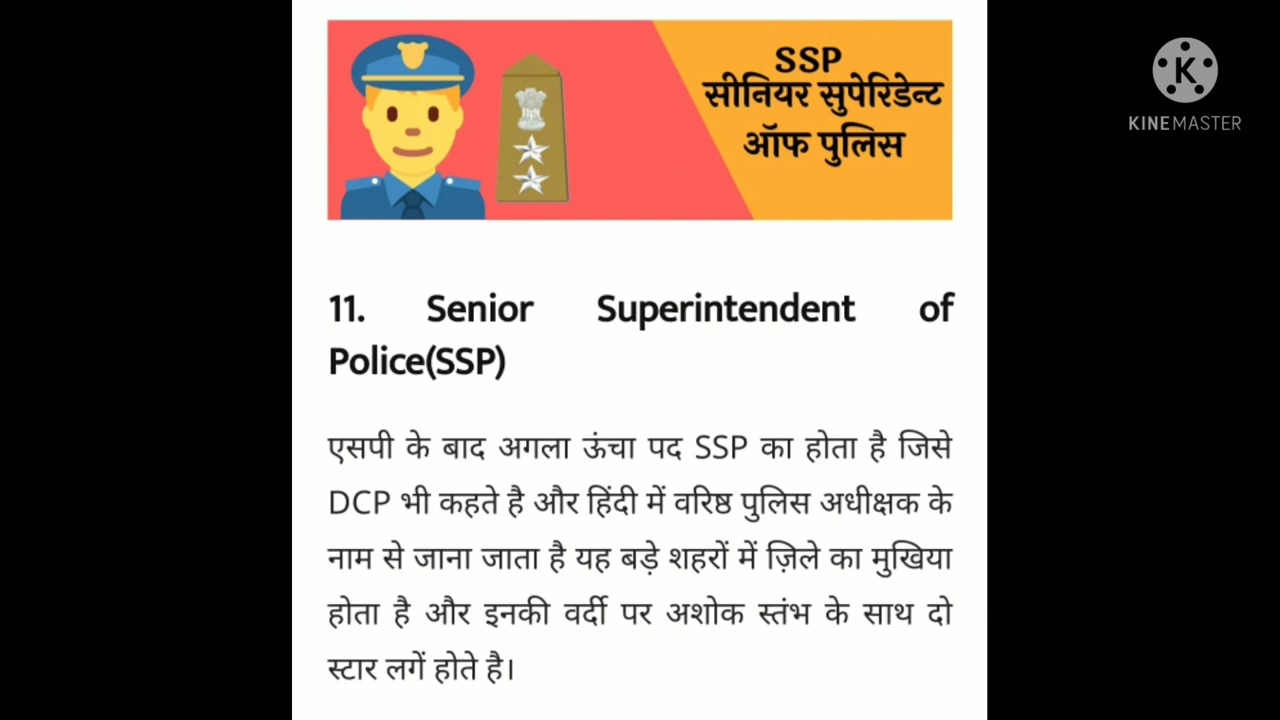 SSP
सीनियर सुपेरिडेन्ट
ऑफ पुलिस
K
KINEMASTER
11. Senior Superintendent of
Police(SSP)
एसपी के बाद अगला ऊंचा पद SSP का होता है जिसे
DCP भी कहते है और हिंदी में वरिष्ठ पुलिस अधीक्षक के
नाम से जाना जाता है यह बड़े शहरों में ज़िले का मुखिया
होता है और इनकी वर्दी पर अशोक स्तंभ के साथ दो
स्टार लगें होते है।